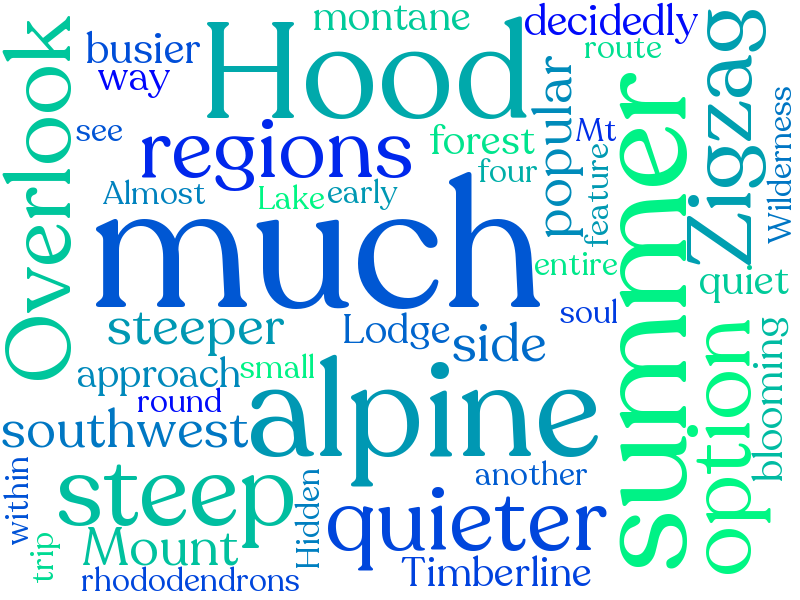 montane
decidedly
busier
Hood
route
way
Overlook
popular
Zigzag
see
regions
forest
Mt
Wilderness
four
feature
Almost
Lake
early
summer
much
entire
quiet
soul
steeper
Lodge
side
option
blooming
approach
small
alpine
round
southwest
within
steep
another
Hidden
quieter
trip
Mount
Timberline
rhododendrons